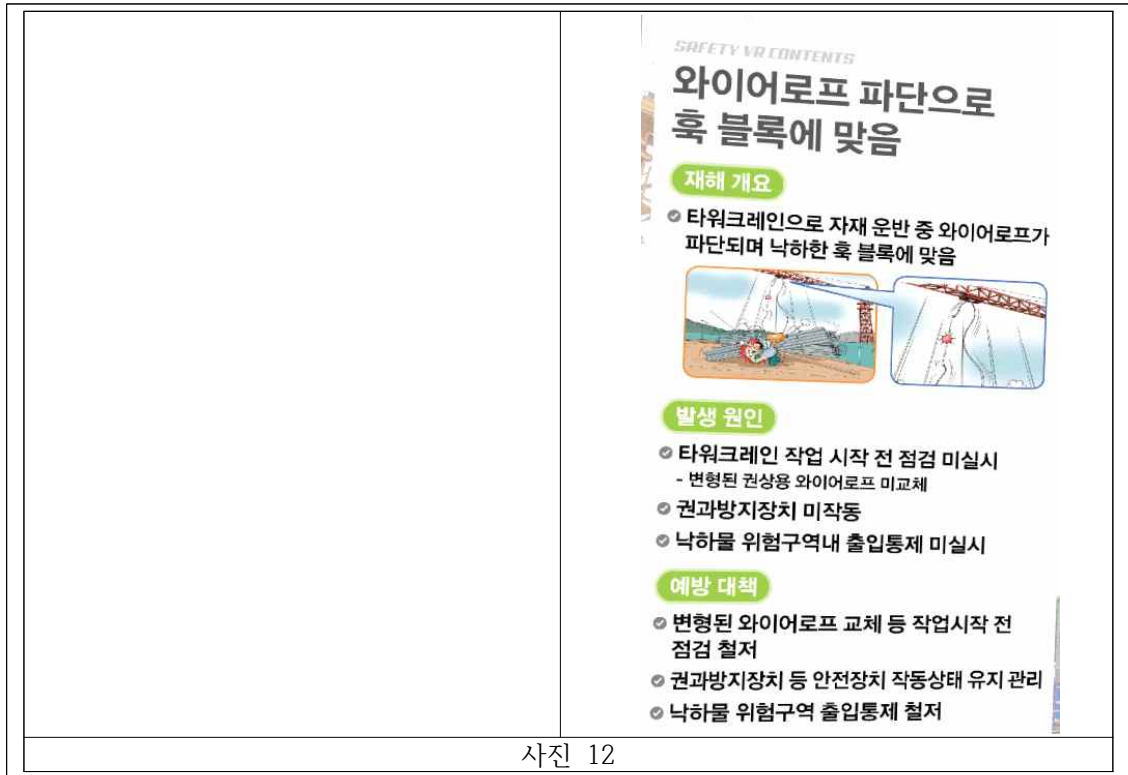 SAFETY VR CONTENTS
와이어로프 파단으로
훅 블록에 맞음
재해 개요
타워크레인으로 자재 운반 중 와이어로프가
파단되며 낙하한 훅 블록에 맞음
발생 원인
타워크레인 작업 시작 전 점검 미실시
- 변형된 권상용 와이어로프 미교체
권과방지장치 미작동
낙하물 위험구역내 출입통제 미실시
예방 대책
변형된 와이어로프 교체 등 작업시작 전
점검 철저
권과방지장치 등 안전장치 작동상태 유지 관리
낙하물 위험구역 출입통제 철저
사진 12